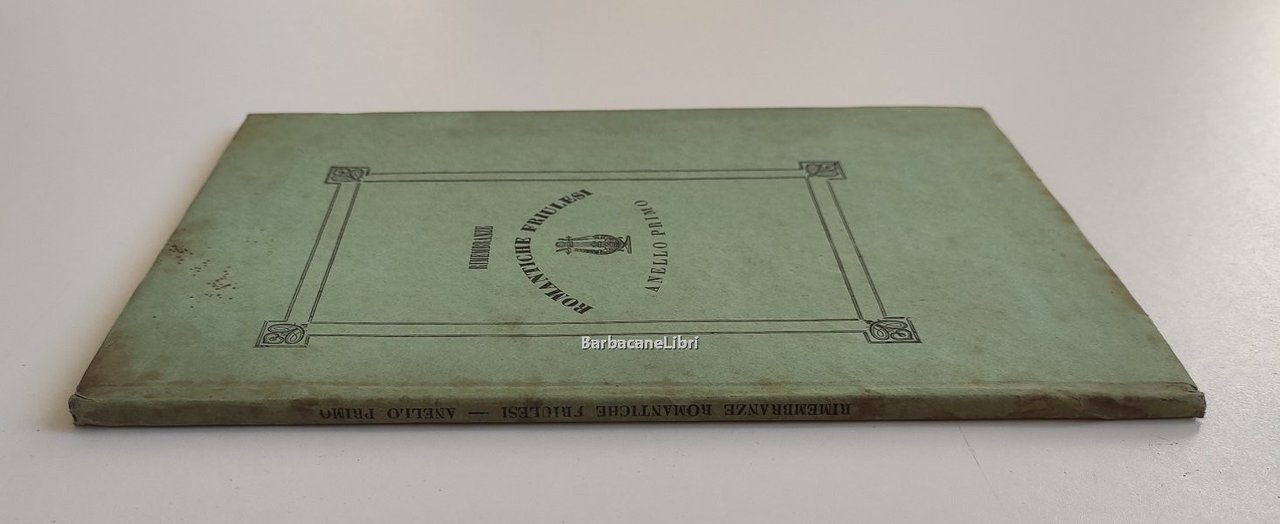 RIMEMBRANZE
ROMANTICHE FRIULESI
ANELLO PRIMO
BarbacaneLibri
RIMEMBRANZE ROMANTICHE FRIULESI — ANELLO PRIMO